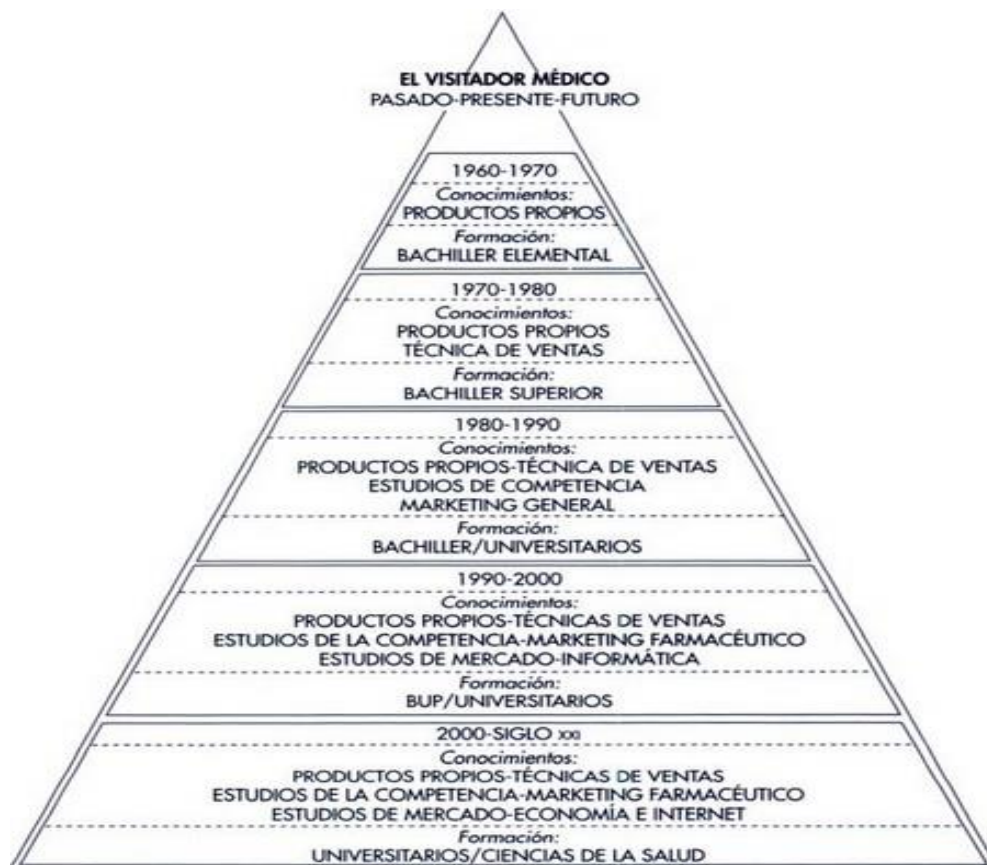 EL VISITADOR MÉDICO
PASADO-PRESENTE-FUTURO
1960-1970
Conocimientos:
PRODUCTOS PROPIOS
Formación:
BACHILLER ELEMENTAL
1970-1980
Conocimientos:
PRODUCTOS PROPIOS
TÉCNICA DE VENTAS
Formación:
BACHILLER SUPERIOR
1980-1990
Conocimientos:
PRODUCTOS PROPIOS-TÉCNICA DE VENTAS
ESTUDIOS DE COMPETENCIA
MARKETING GENERAL
Formación:
BACHILLER/UNIVERSITARIOS
1990-2000
Conocimientos:
PRODUCTOS PROPIOS-TÉCNICAS DE VENTAS
ESTUDIOS DE LA COMPETENCIA-MARKETING FARMACÉUTICO
ESTUDIOS DE MERCADO-INFORMÁTICA
Formación:
BUP/UNIVERSITARIOS
2000-SIGLO XXI
Conocimientos:
PRODUCTOS PROPIOS-TÉCNICAS DE VENTAS
ESTUDIOS DE LA COMPETENCIA-MARKETING FARMACÉUTICO
ESTUDIOS DE MERCADO-ECONOMÍA E INTERNET
Formación:
UNIVERSITARIOS/CIENCIAS DE LA SALUD